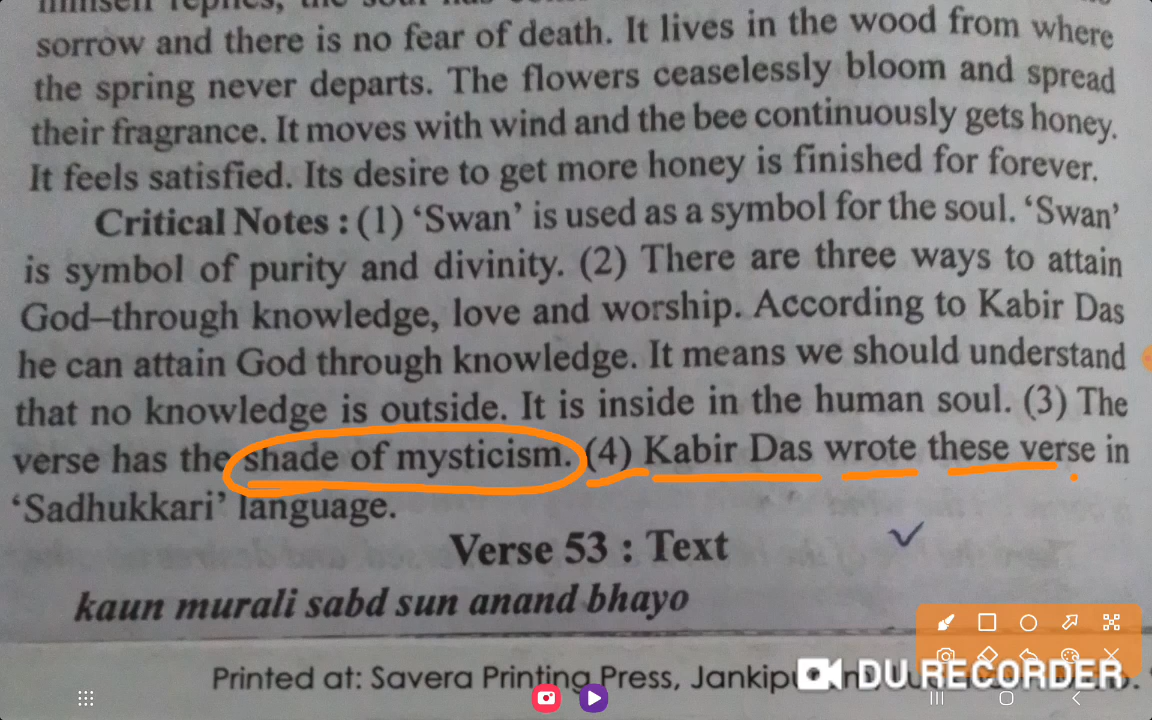 sorrow and there is no fear of death. It lives in the wood from where
the spring never departs. The flowers ceaselessly bloom and spread
their fragrance. It moves with wind and the bee continuously gets honey.
It feels satisfied. Its desire to get more honey is finished for forever.
Critical Notes : (1) ‘Swan’ is used as a symbol for the soul. ‘Swan’
is symbol of purity and divinity. (2) There are three ways to attain
God–through knowledge, love and worship. According to Kabir Das
he can attain God through knowledge. It means we should understand
that no knowledge is outside. It is inside in the human soul. (3) The
verse has the shade of mysticism. (4) Kabir Das wrote these verse in
‘Sadhukkari’ language.
Verse 53 : Text
kaun murali sabd sun anand bhayo
Printed at: Savera Printing Press,
DU RECORDER